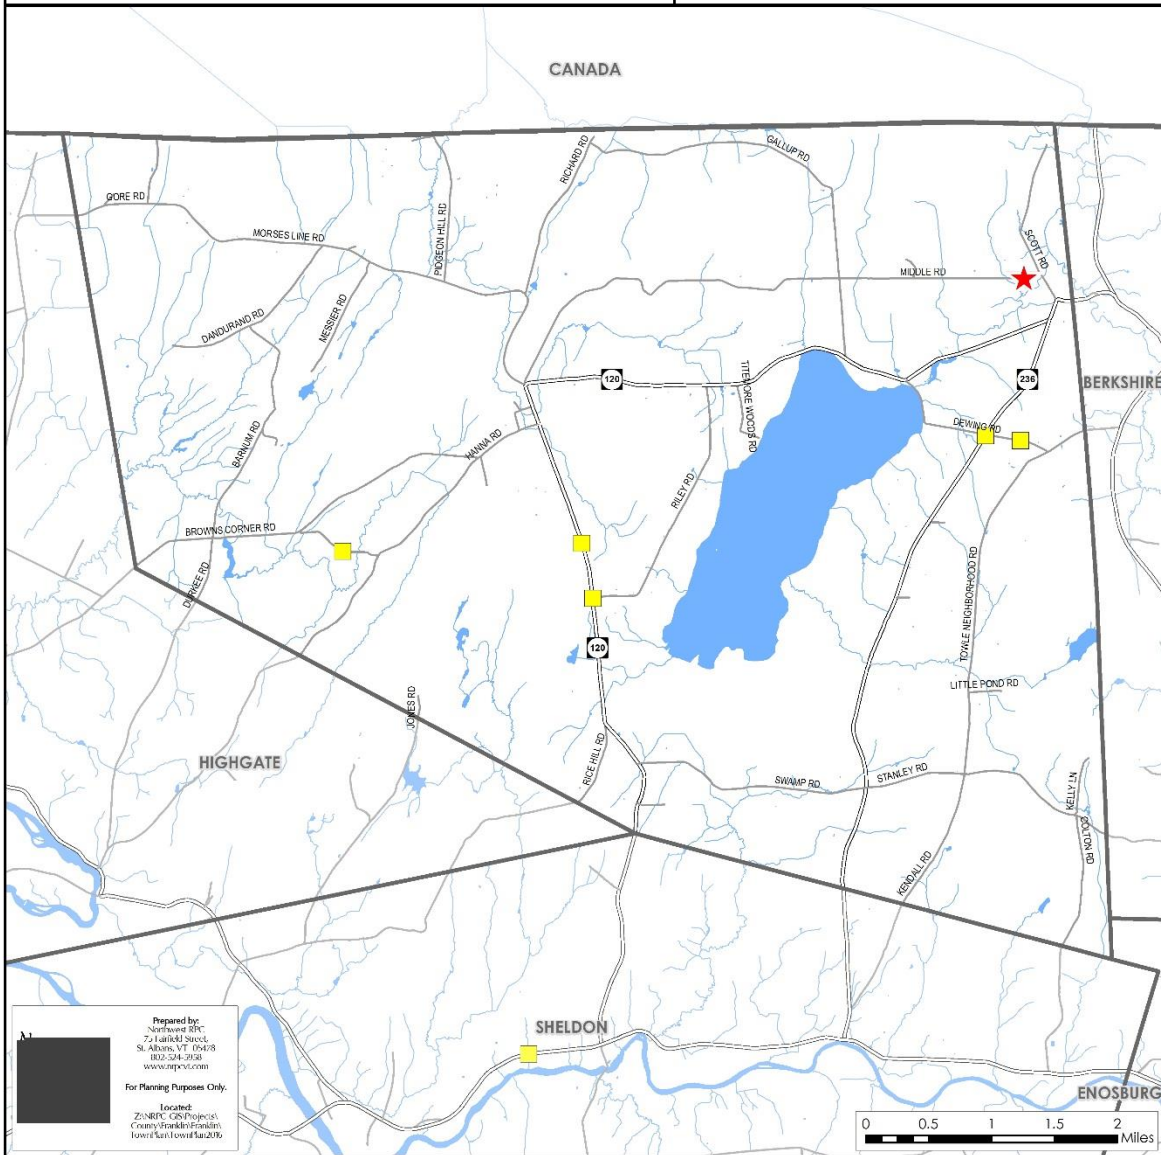 CANADA
RICHARD RD
GALLUP RD
GORE RD
PIDGEON HILL RD
MORSES LINE RD
SCOTT RD
MIDDLE RD
MESSIER RD
DANDURAND RD
120
TITEMORE WOODS RD
236
BERKSHIRE
BARNUM RD
HANNA RD
DEWING RD
RILEY RD
BROWNS CORNER RD
DURKEE RD
TOWLE NEIGHBORHOOD RD
120
LITTLE POND RD
JONES RD
HIGHGATE
RICE HILL RD
SWAMP RD
STANLEY RD
KELLY LN
COLTON RD
KENDALL RD
SHELDON
ENOSBURG
Prepared by:
Northwest RPC
75 Fairfield Street,
St. Albans, VT 05478
802-524-5958
www.nrpcvt.com
For Planning Purposes Only.
Located:
Z:\NRPC_GIS\Projects\
County\Franklin\Franklin\
TownPlan\TownPlan2016
0 0.5 1 1.5 2
Miles